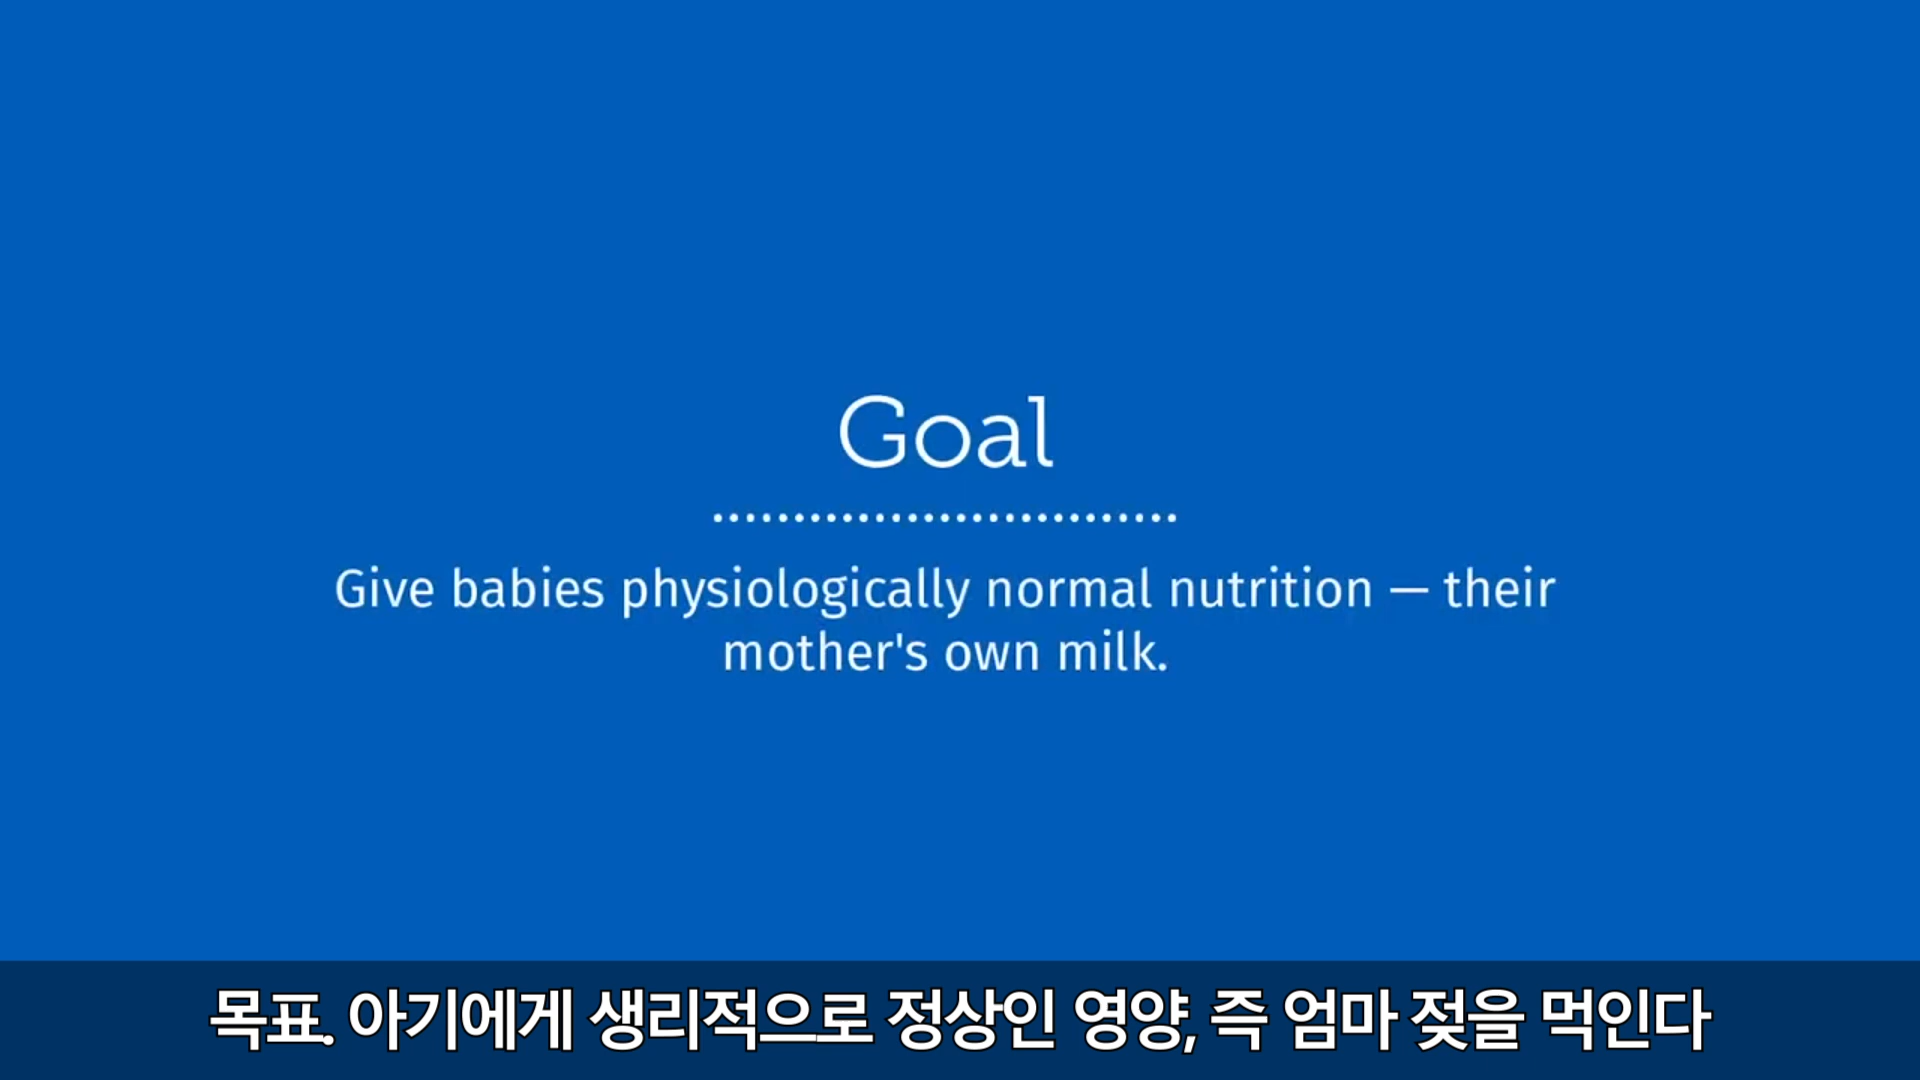 Goal
Give babies physiologically normal nutrition — their
mother's own milk.
목표. 아기에게 생리적으로 정상인 영양, 즉 엄마 젖을 먹인다